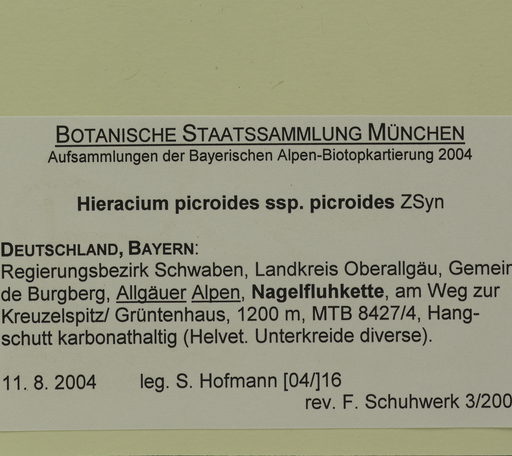 BOTANISCHE STAATSSAMMLUNG MÜNCHEN
Aufsammlungen der Bayerischen Alpen-Biotopkartierung 2004
Hieracium picroides ssp. picroides ZSyn
DEUTSCHLAND, BAYERN:
Regierungsbezirk Schwaben, Landkreis Oberallgäu, Gemein
de Burgberg, Allgäuer Alpen, Nagelfluhkette, am Weg zur
Kreuzelspitz/ Grüntenhaus, 1200 m, MTB 8427/4, Hang-
schutt karbonathaltig (Helvet. Unterkreide diverse).
11. 8. 2004 leg. S. Hofmann [04/]16
rev. F. Schuhwerk 3/200